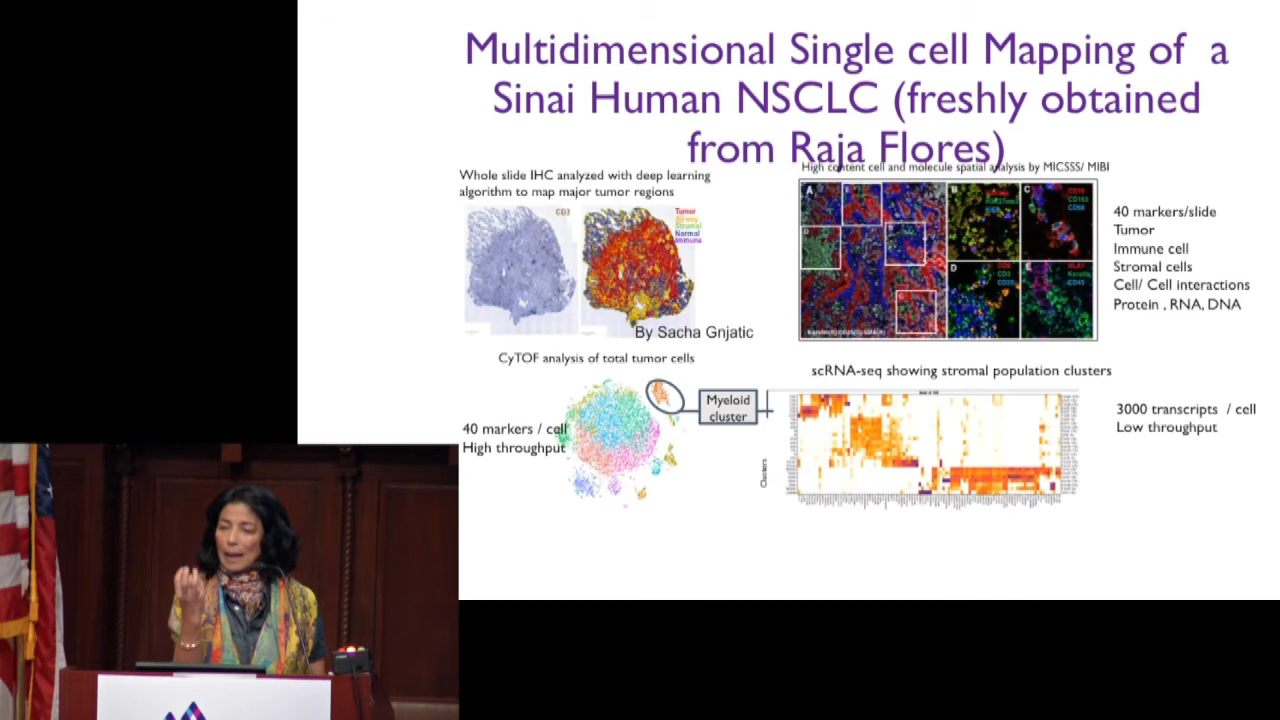 Multidimensional Single cell Mapping of a
Sinai Human NSCLC (freshly obtained
from Raja Flores)
Whole slide IHC analyzed with deep learning
algorithm to map major tumor regions
CD3
Tumor
Stromal
Normal
Immune
By Sacha Gnjatic
High content cell and molecule spatial analysis by MICSSS/ MIBI
A
B
C
D
E
40 markers/slide
Tumor
Immune cell
Stromal cells
Cell/ Cell interactions
Protein , RNA, DNA
CyTOF analysis of total tumor cells
40 markers / cell
High throughput
Myeloid
cluster
scRNA-seq showing stromal population clusters
Clusters
3000 transcripts / cell
Low throughput